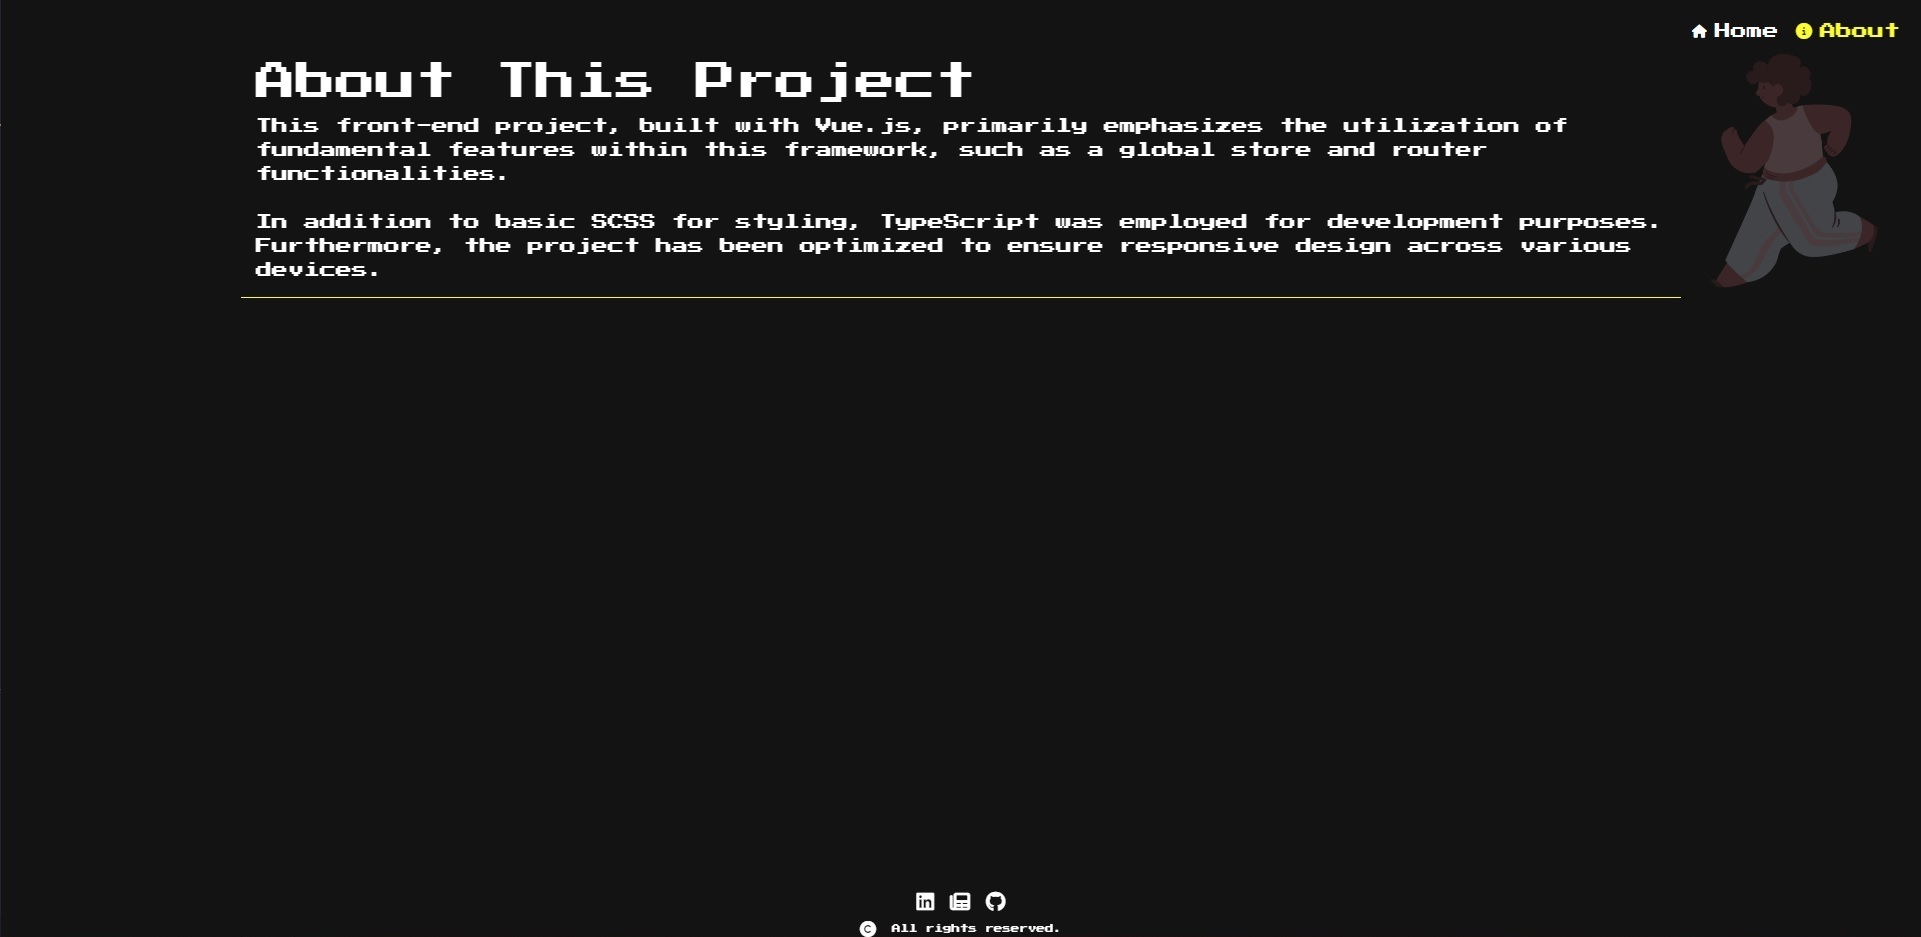 Home About
About This Project
This front-end project, built with Vue.js, primarily emphasizes the utilization of
fundamental features within this framework, such as a global store and router
functionalities.
In addition to basic SCSS for styling, TypeScript was employed for development purposes.
Furthermore, the project has been optimized to ensure responsive design across various
devices.
in
© All rights reserved.